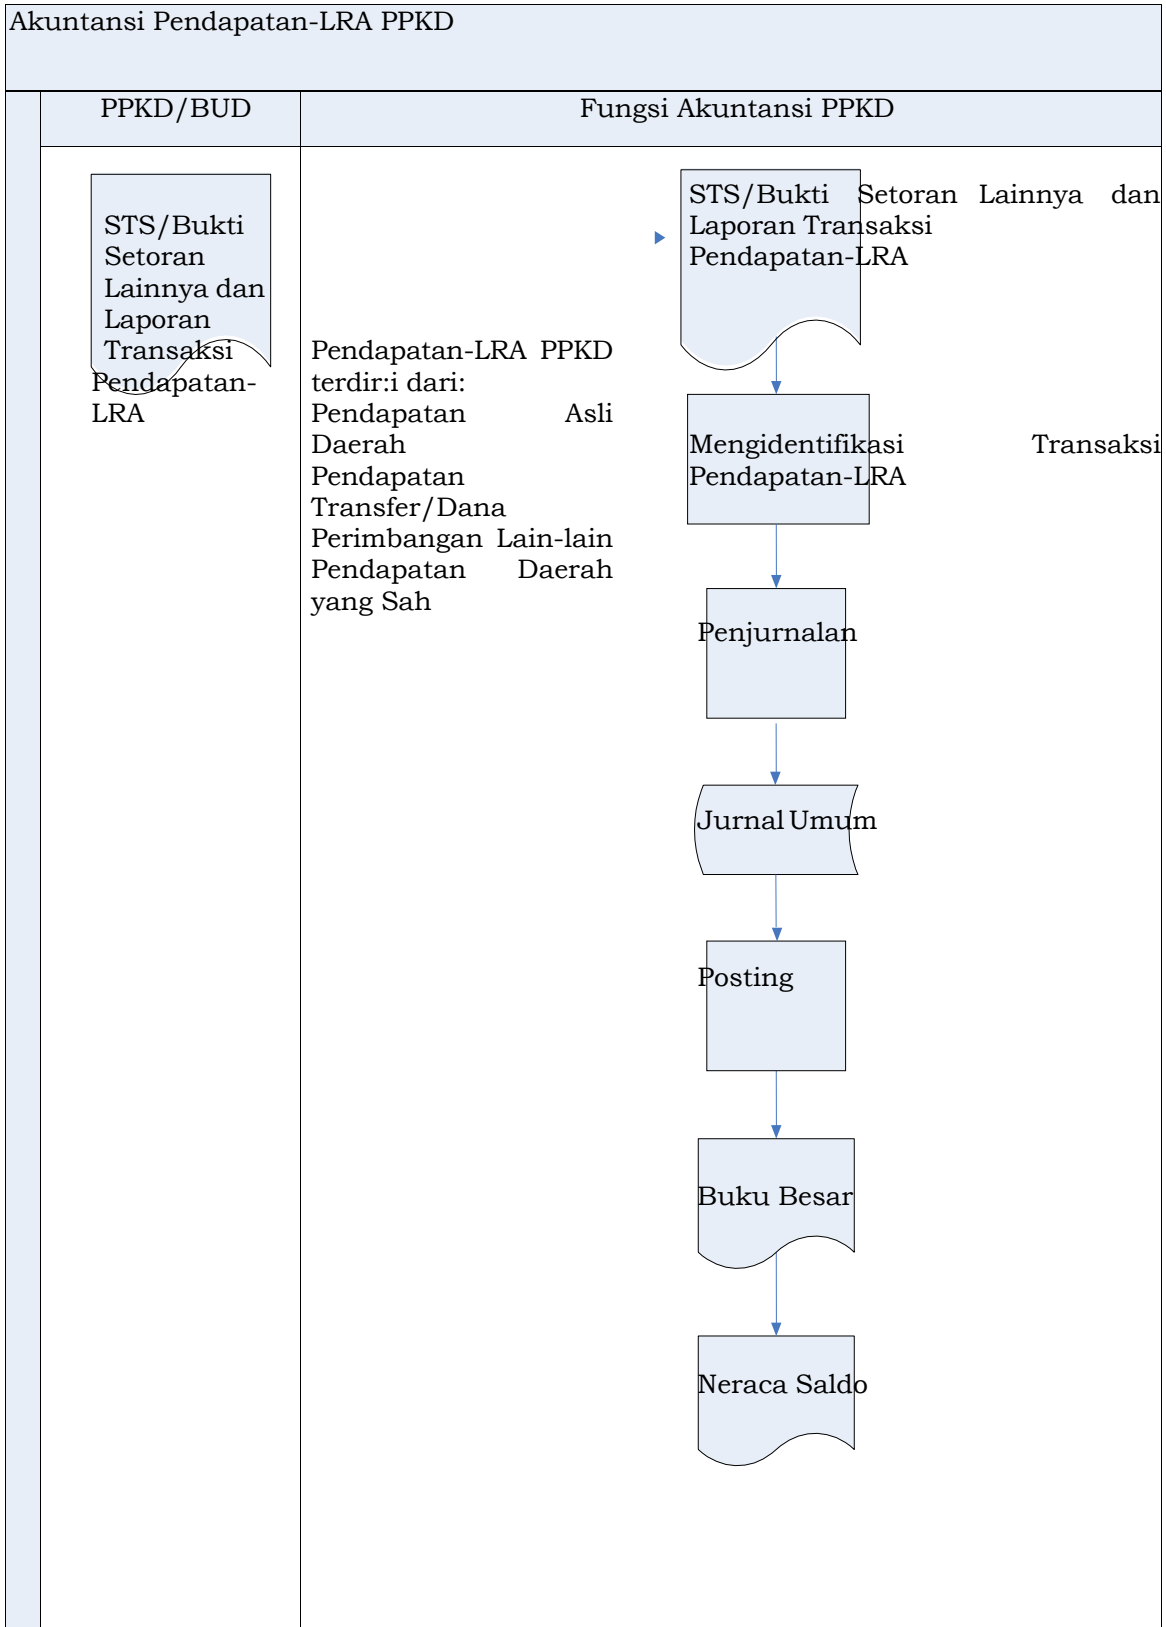 Akuntansi Pendapatan-LRA PPKD
PPKD/BUD
Fungsi Akuntansi PPKD
STS/Bukti
Setoran
Lainnya dan
Laporan
Transaksi
Pendapatan-
LRA
Pendapatan-LRA PPKD
terdir:i dari:
Pendapatan Asli
Daerah
Pendapatan
Transfer/Dana
Perimbangan Lain-lain
Pendapatan Daerah
yang Sah
STS/Bukti Setoran Lainnya dan
Laporan Transaksi
Pendapatan-LRA
Mengidentifikasi Transaksi
Pendapatan-LRA
Penjurnalan
Jurnal Umum
Posting
Buku Besar
Neraca Saldo